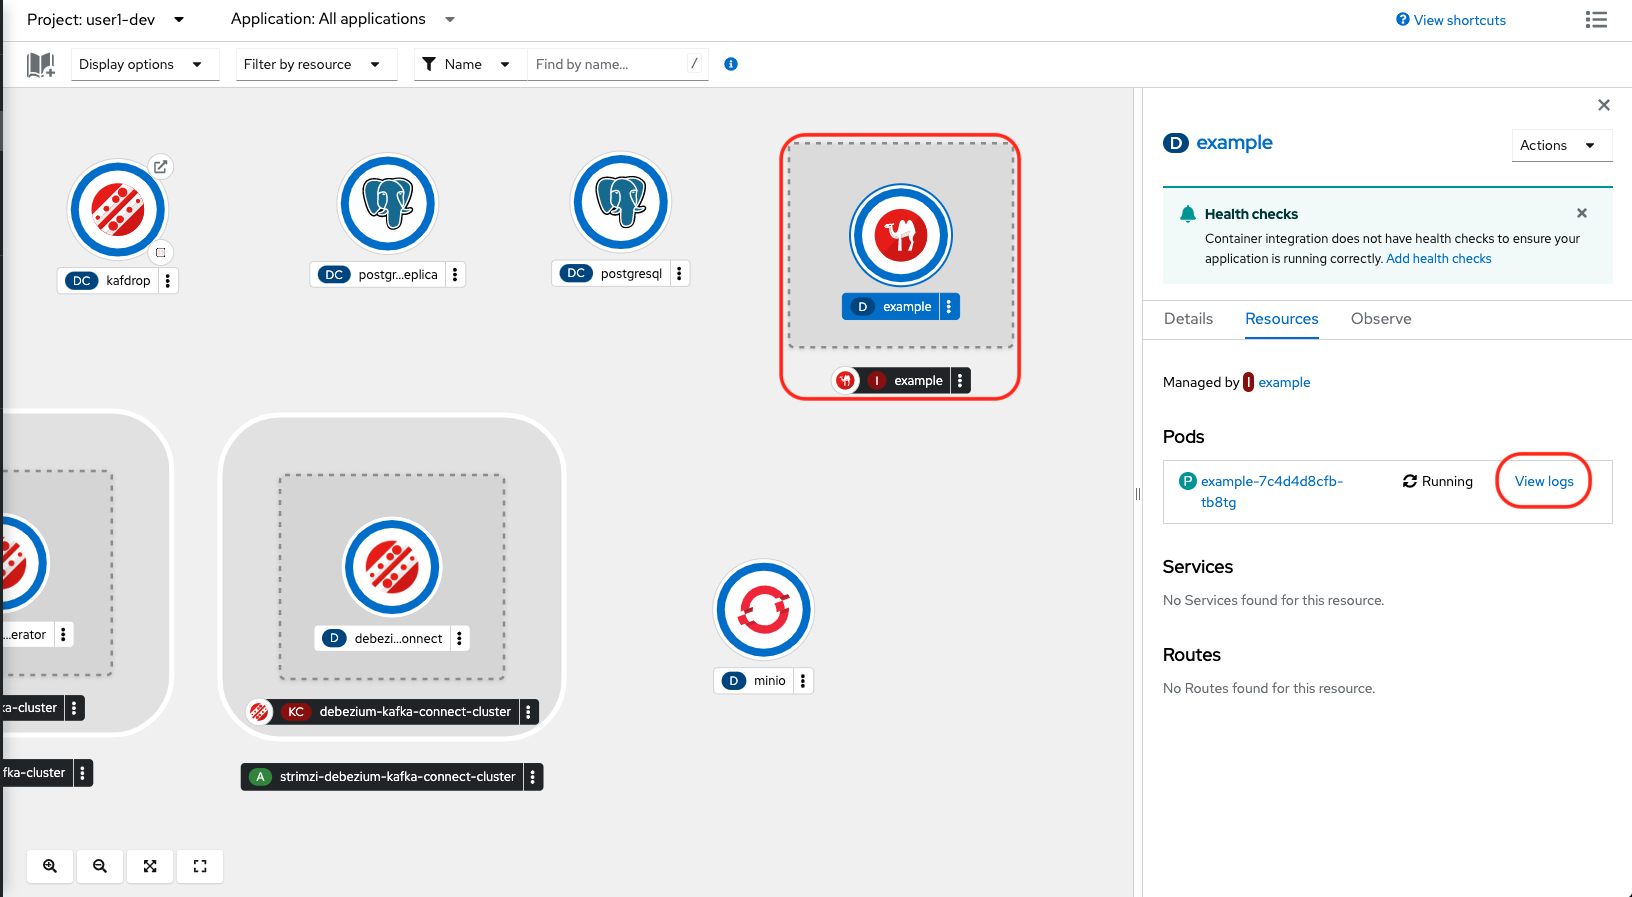 Project: user1-dev
Application: All applications
View shortcuts
Display options
Filter by resource
Name
Find by name...
/
DC kafdrop
DC postgr...eplica
DC postgresql
D example
I example
...erator
D debezi...onnect
D minio
a-cluster
KC debezium-kafka-connect-cluster
fka-cluster
A strimzi-debezium-kafka-connect-cluster
D example
Actions
Health checks
Container integration does not have health checks to ensure your
application is running correctly. Add health checks
Details
Resources
Observe
Managed by I example
Pods
P example-7c4d4d8cfb-
tb8tg
Running
View logs
Services
No Services found for this resource.
Routes
No Routes found for this resource.